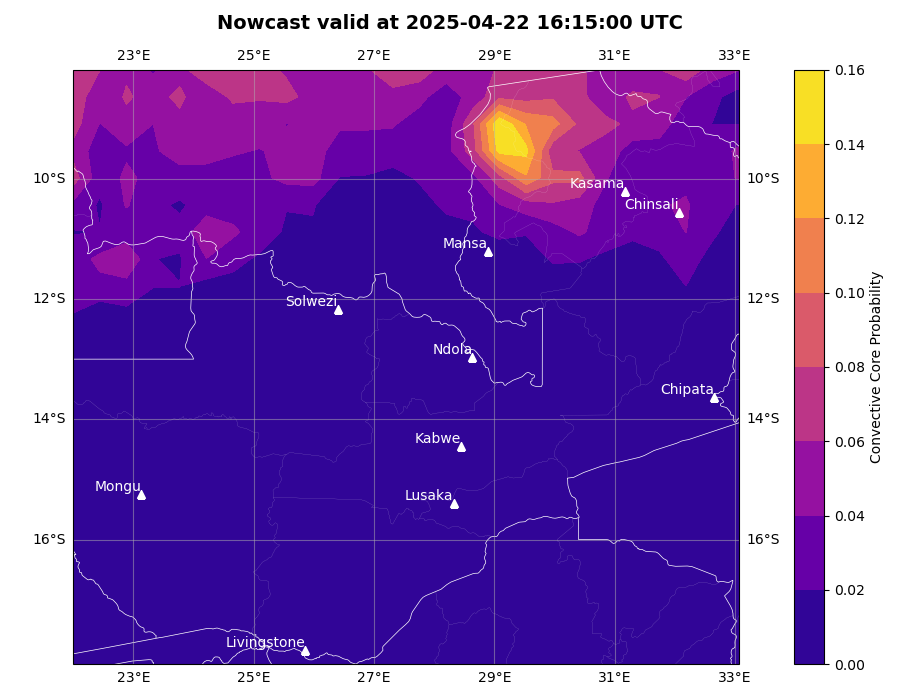 Nowcast valid at 2025-04-22 16:15:00 UTC
23°E 25°E 27°E 29°E 31°E 33°E
0.16
0.14
0.12
0.10
0.08
0.06
0.04
0.02
0.00
Convective Core Probability
10°S 10°S
12°S 12°S
14°S 14°S
16°S 16°S
Kasama
Chinsali
Mansa
Solwezi
Ndola
Chipata
Kabwe
Mongu
Lusaka
Livingstone
23°E 25°E 27°E 29°E 31°E 33°E